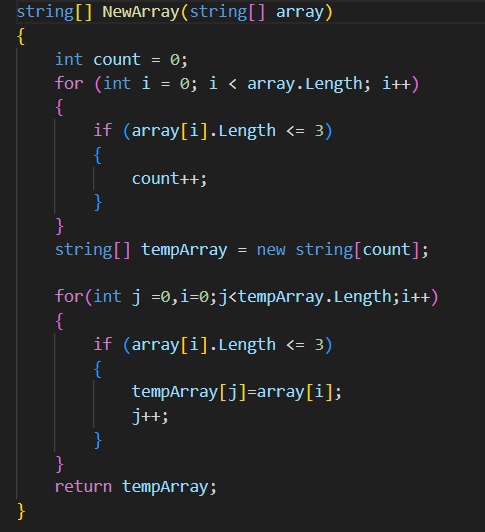 string[] NewArray(string[] array)
{
    int count = 0;
    for (int i = 0; i < array.Length; i++)
    {
        if (array[i].Length <= 3)
        {
            count++;
        }
    }
    string[] tempArray = new string[count];

    for(int j =0,i=0;j<tempArray.Length;i++)
    {
        if (array[i].Length <= 3)
        {
            tempArray[j]=array[i];
            j++;
        }
    }
    return tempArray;
}